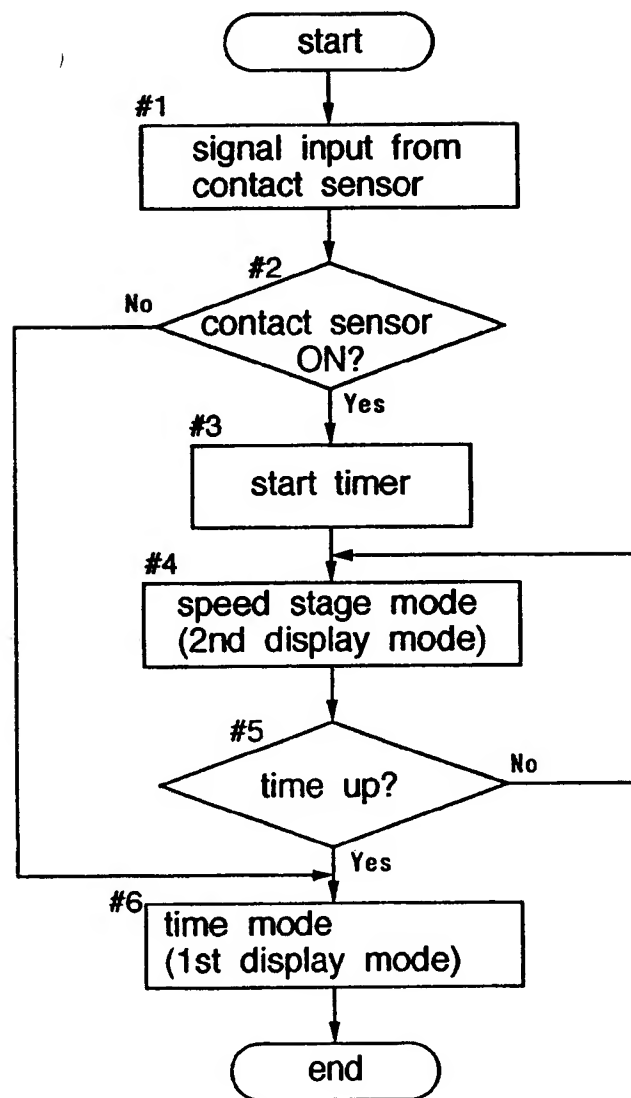 start
#1
signal input from
contact sensor
#2
No
contact sensor
ON?
Yes
#3
start timer
#4
speed stage mode
(2nd display mode)
#5
time up?
No
Yes
#6
time mode
(1st display mode)
end